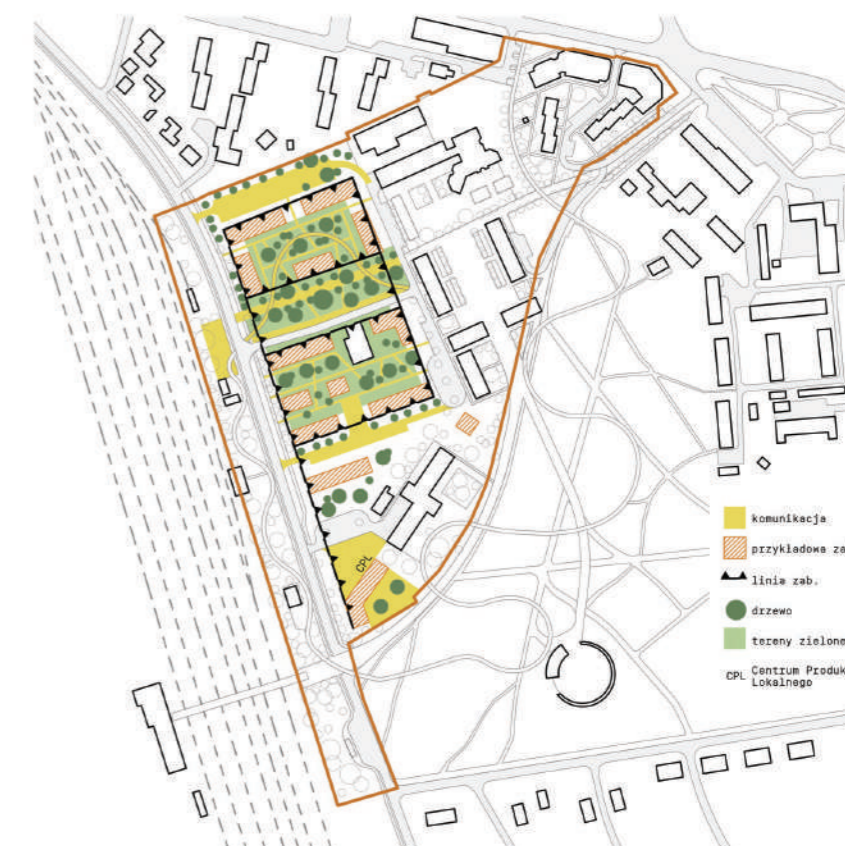 CPL
komunikacja
przykładowa za
linia zab.
drzewo
tereny zielone
CPL Centrum Produk
Lokalnego